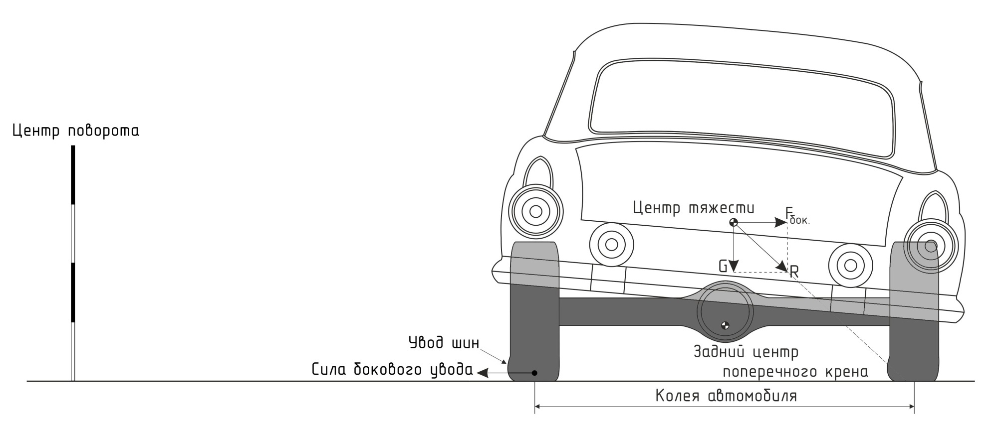 Центр поворота
Центр тяжести
Fбок.
G
R
Увод шин
Сила бокового увода
Задний центр
поперечного крена
Колея автомобиля